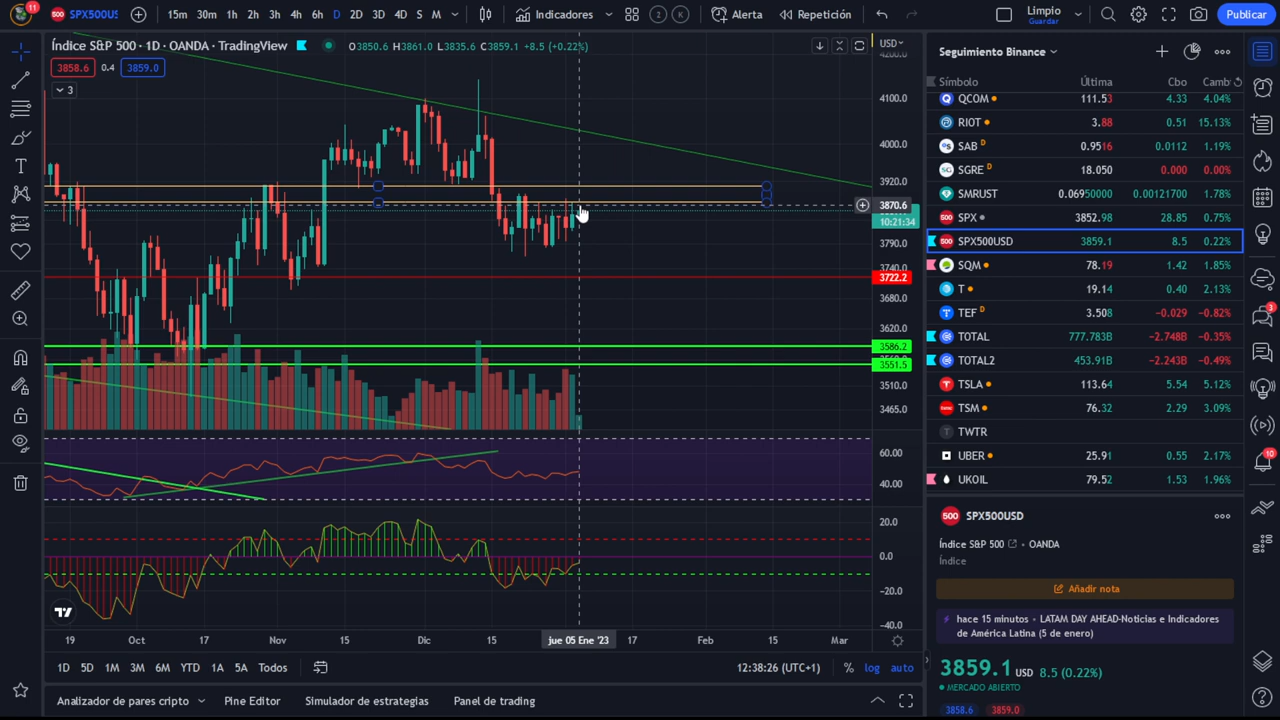 11
500 SPX500US
15m 30m 1h 2h 3h 4h 6h D 2D 3D 4D S M
Indicadores
2 K
Alerta
Repetición
Limpio
Guardar
Publicar
Índice S&P 500 · 1D · OANDA · TradingView
O3850.6 H3861.0 L3835.6 C3859.1 +8.5 (+0.22%)
3858.6 0.4 3859.0
3
USD
4200.0
4100.0
4000.0
3920.0
3870.6
10:21:34
3790.0
3740.0
3722.2
3680.0
3620.0
3586.2
3551.5
3510.0
3465.0
60.00
40.00
20.0
0.0
−20.0
−40.0
19 Oct 17 Nov 15 Dic 15 jue 05 Ene '23 17 Feb 15 Mar
1D 5D 1M 3M 6M YTD 1A 5A Todos
12:38:26 (UTC+1) % log auto
Analizador de pares cripto Pine Editor Simulador de estrategias Panel de trading
Seguimiento Binance
Símbolo Última Cbo Camb
QCOM 111.53 4.33 4.04%
RIOT 3.88 0.51 15.13%
SAB D 0.9516 0.0112 1.19%
SGRE D 18.050 0.000 0.00%
SMRUST 0.06950000 0.00121700 1.78%
500 SPX 3852.98 28.85 0.75%
500 SPX500USD 3859.1 8.5 0.22%
SQM 78.19 1.42 1.85%
T 19.14 0.40 2.13%
TEF D 3.508 −0.029 −0.82%
TOTAL 777.783B −2.748B −0.35%
TOTAL2 453.91B −2.243B −0.49%
TSLA 113.64 5.54 5.12%
TSM 76.32 2.29 3.09%
TWTR
UBER 25.91 0.55 2.17%
UKOIL 79.52 1.53 1.96%
500 SPX500USD
Índice S&P 500 · OANDA
Índice
Añadir nota
hace 15 minutos · LATAM DAY AHEAD-Noticias e Indicadores
de América Latina (5 de enero)
3859.1 USD 8.5 (0.22%)
MERCADO ABIERTO
3858.6 3859.0
3
10